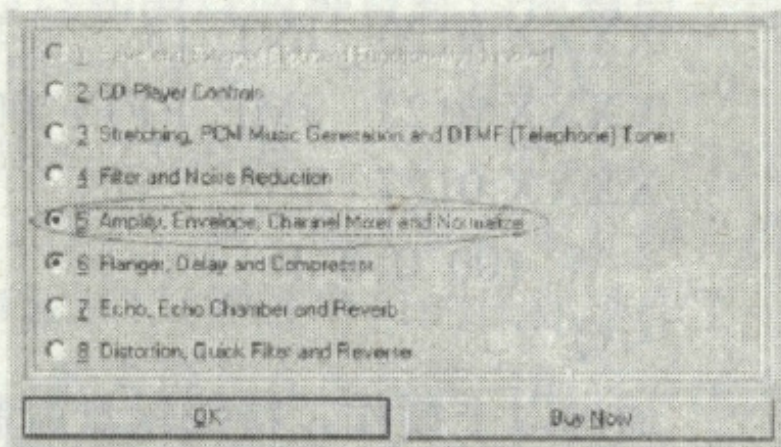 1
2 CD Player Controls
3 Stretching, PCM Music Generation and DTMF (Telephone) Tones
4 Filter and Noise Reduction
5 Amplify, Envelope, Channel Mixer and Normalize
6 Flanger, Delay and Compressor
7 Echo, Echo Chamber and Reverb
8 Distortion, Quick Filter and Reverse
OK
Buy Now